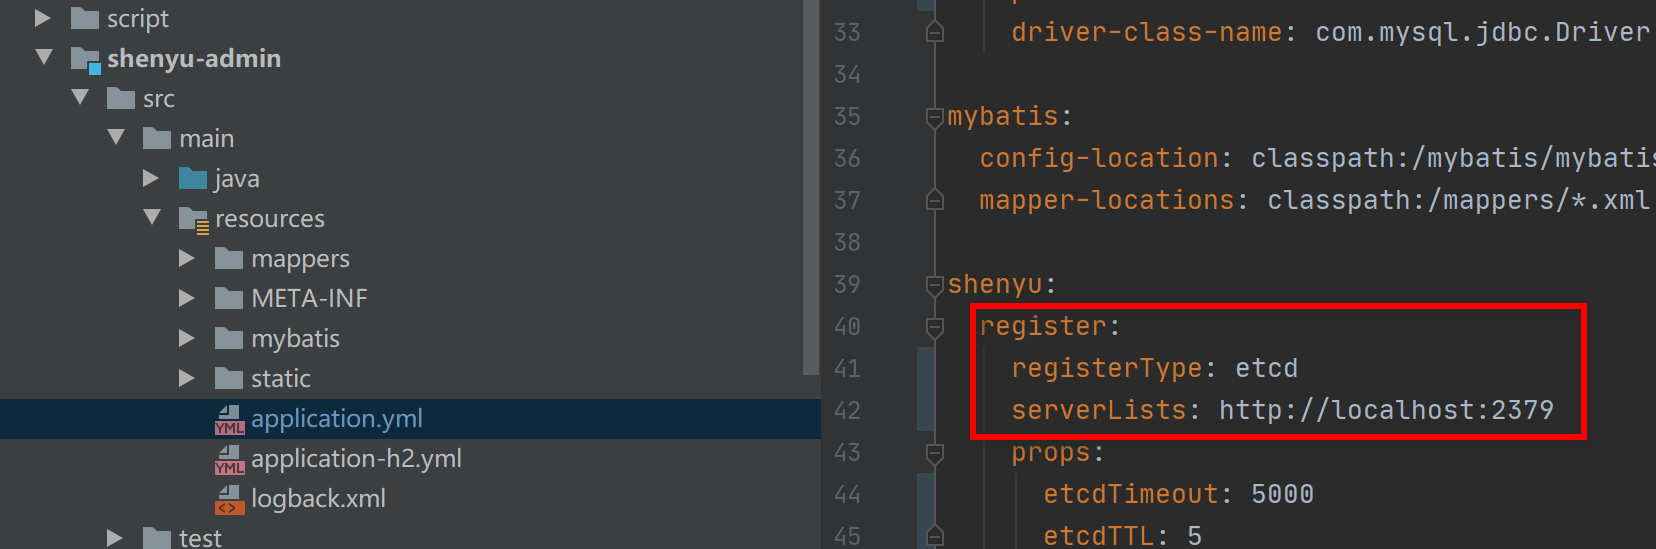 script
shenyu-admin
src
main
java
resources
mappers
META-INF
mybatis
static
application.yml
application-h2.yml
logback.xml
test
33 driver-class-name: com.mysql.jdbc.Driver
34
35 mybatis:
36 config-location: classpath:/mybatis/mybatis
37 mapper-locations: classpath:/mappers/*.xml
38
39 shenyu:
40 register:
41 registerType: etcd
42 serverLists: http://localhost:2379
43 props:
44 etcdTimeout: 5000
45 etcdTTL: 5